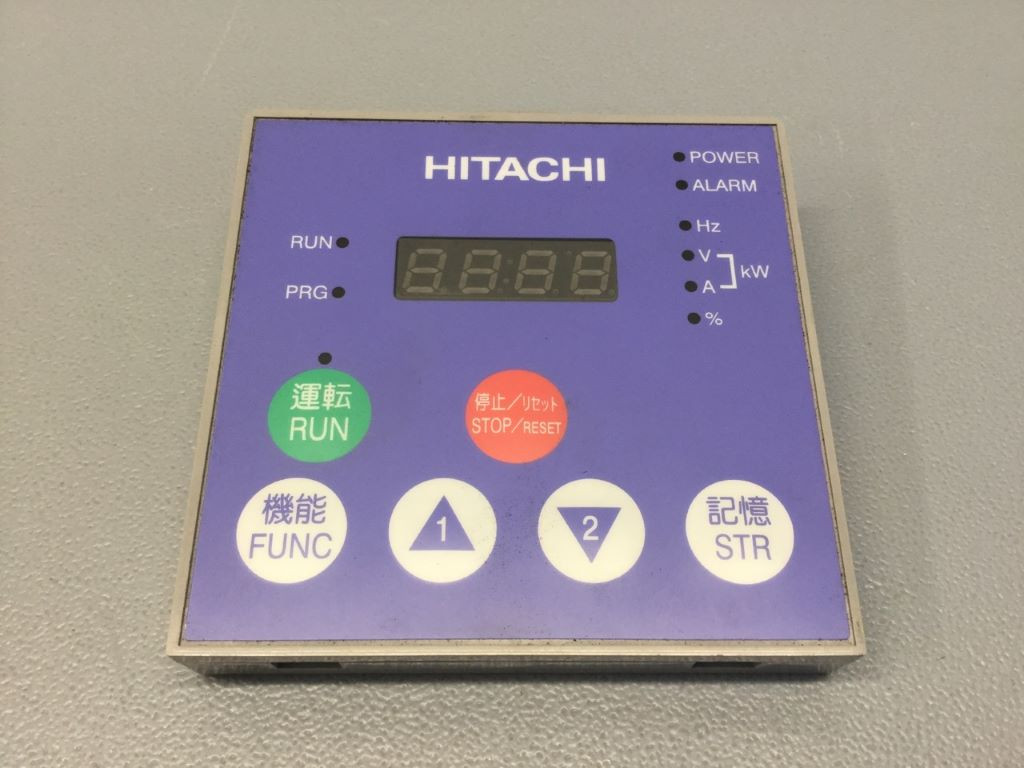 HITACHI
POWER
ALARM
Hz
V
kW
A
%
RUN
PRG
運転
RUN
停止/リセット
STOP/RESET
機能
FUNC
1
2
記憶
STR